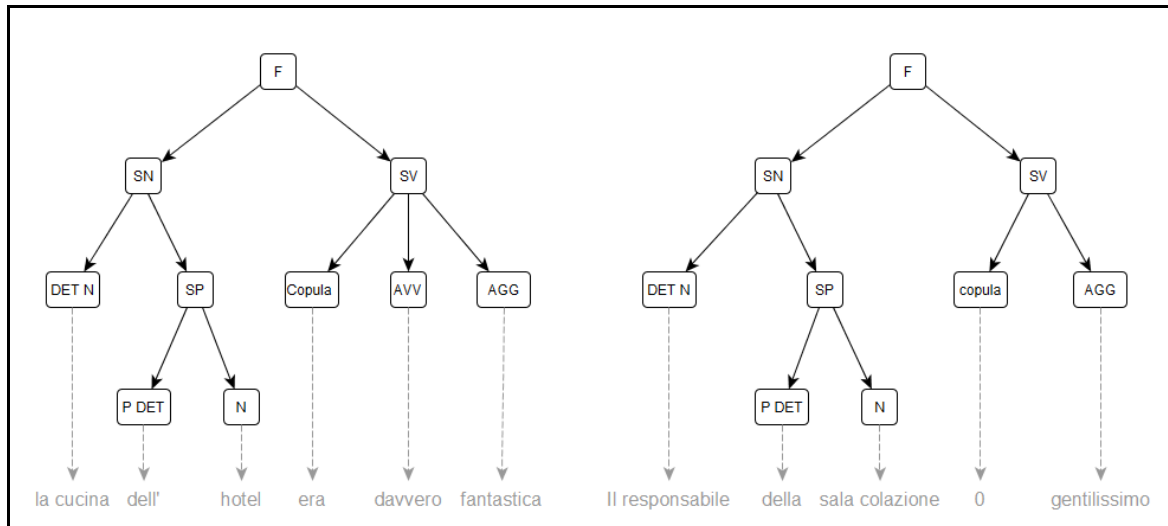 F F
SN SV SN SV
DET N SP Copula AVV AGG DET N SP copula AGG
P DET N P DET N
la cucina dell' hotel era davvero fantastica Il responsabile della sala colazione 0 gentilissimo